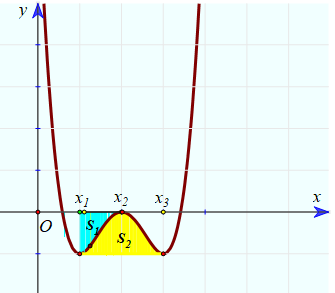 y
x₁ x₂ x₃ x
O S₁
S₂